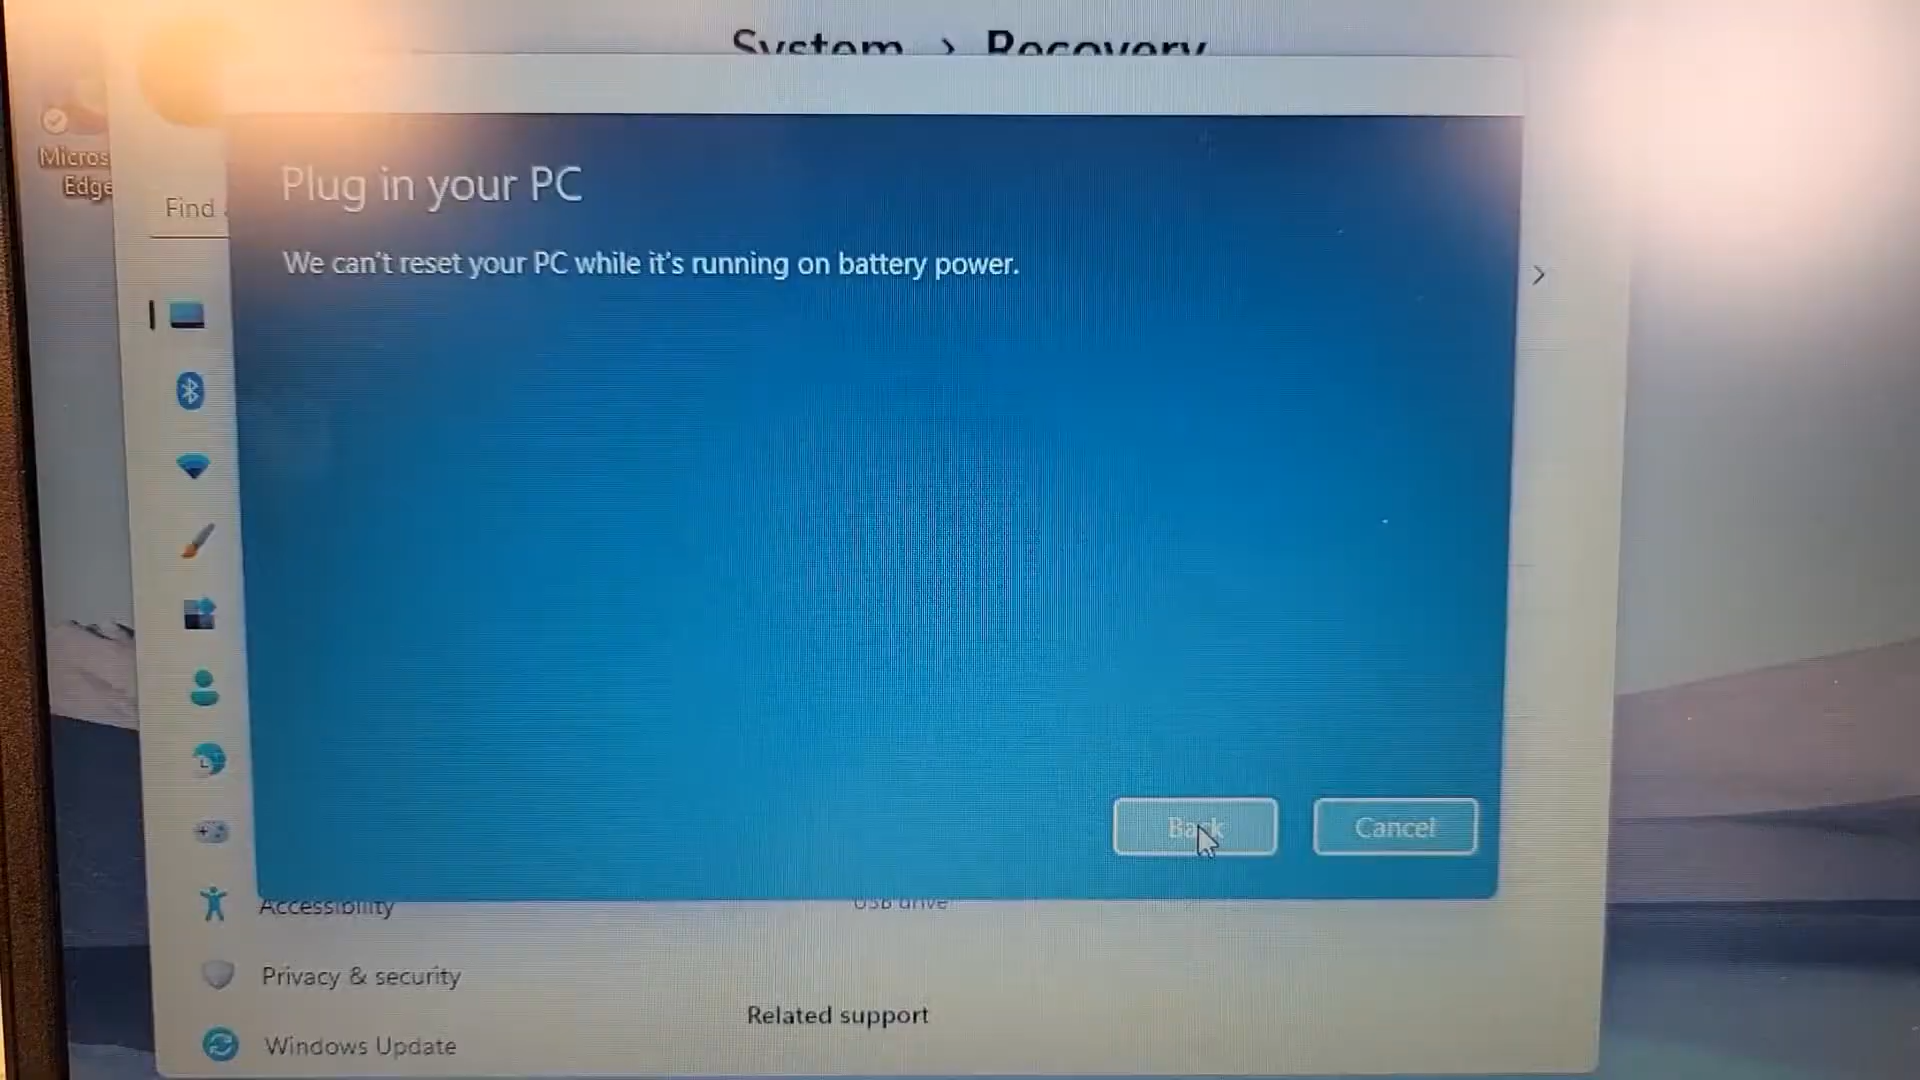 System > Recovery
Micros
Edge
Find
Plug in your PC
We can't reset your PC while it's running on battery power.
Back
Cancel
Accessibility
USB drive
Privacy & security
Related support
Windows Update